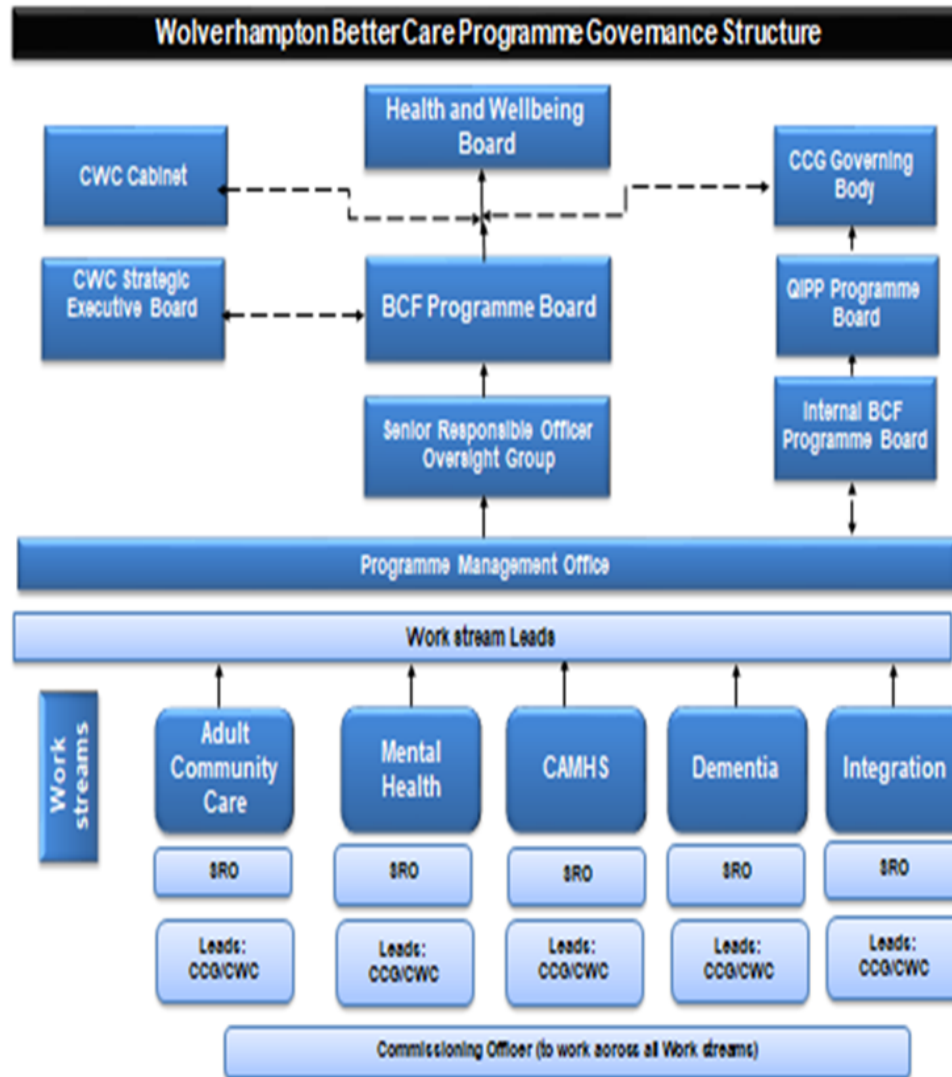 Wolverhampton Better Care Programme Governance Structure
Health and Wellbeing
Board
CWC Cabinet
CCG Governing
Body
CWC Strategic
Executive Board
BCF Programme Board
QIPP Programme
Board
Senior Responsible Officer
Oversight Group
Internal BCF
Programme Board
Programme Management Office
Work stream Leads
Work
streams
Adult
Community
Care
Mental
Health
CAMHS
Dementia
Integration
SRO
SRO
SRO
SRO
SRO
Leads:
CCG/CWC
Leads:
CCG/CWC
Leads:
CCG/CWC
Leads:
CCG/CWC
Leads:
CCG/CWC
Commissioning Officer (to work aoross all Work streams)